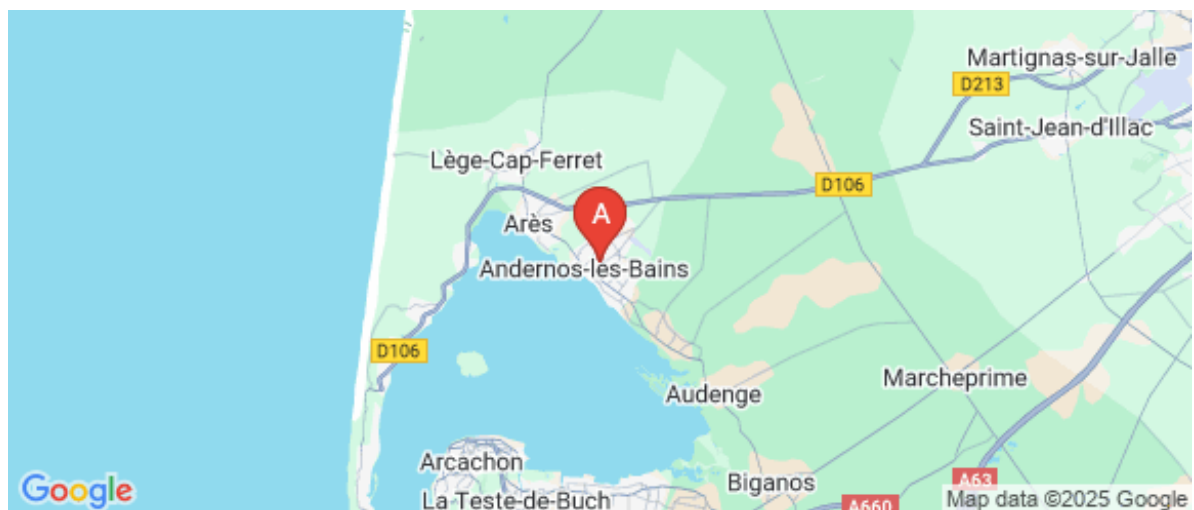 Martignas-sur-Jalle
D213
Saint-Jean-d'Illac
Lège-Cap-Ferret
D106
A
Arès
Andernos-les-Bains
D106
Marcheprime
Audenge
Arcachon
Biganos
A63
La Teste-de-Buch
A660
Google
Map data ©2025 Google